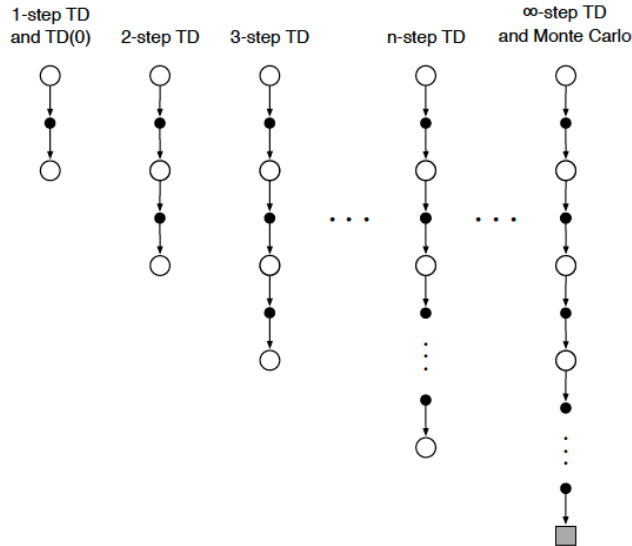 1-step TD
and TD(0)
2-step TD
3-step TD
n-step TD
∞-step TD
and Monte Carlo